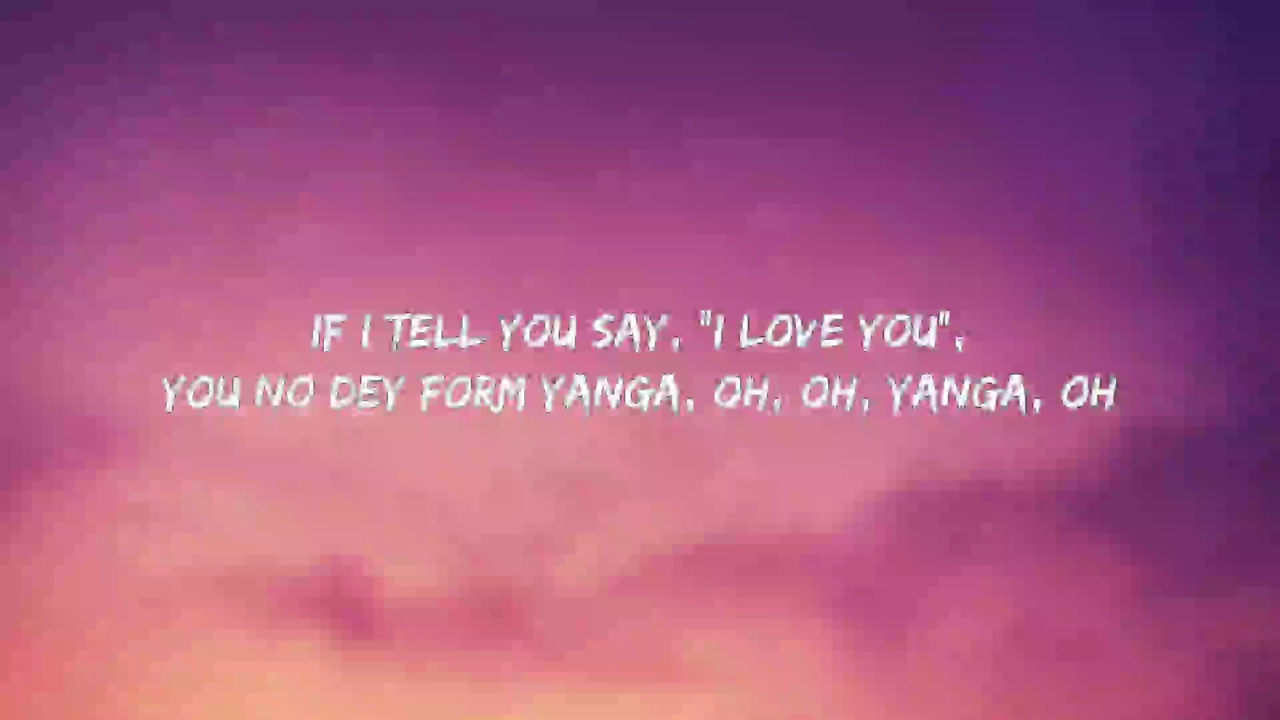 IF I TELL YOU SAY, "I LOVE YOU",
YOU NO DEY FORM YANGA, OH, OH, YANGA, OH